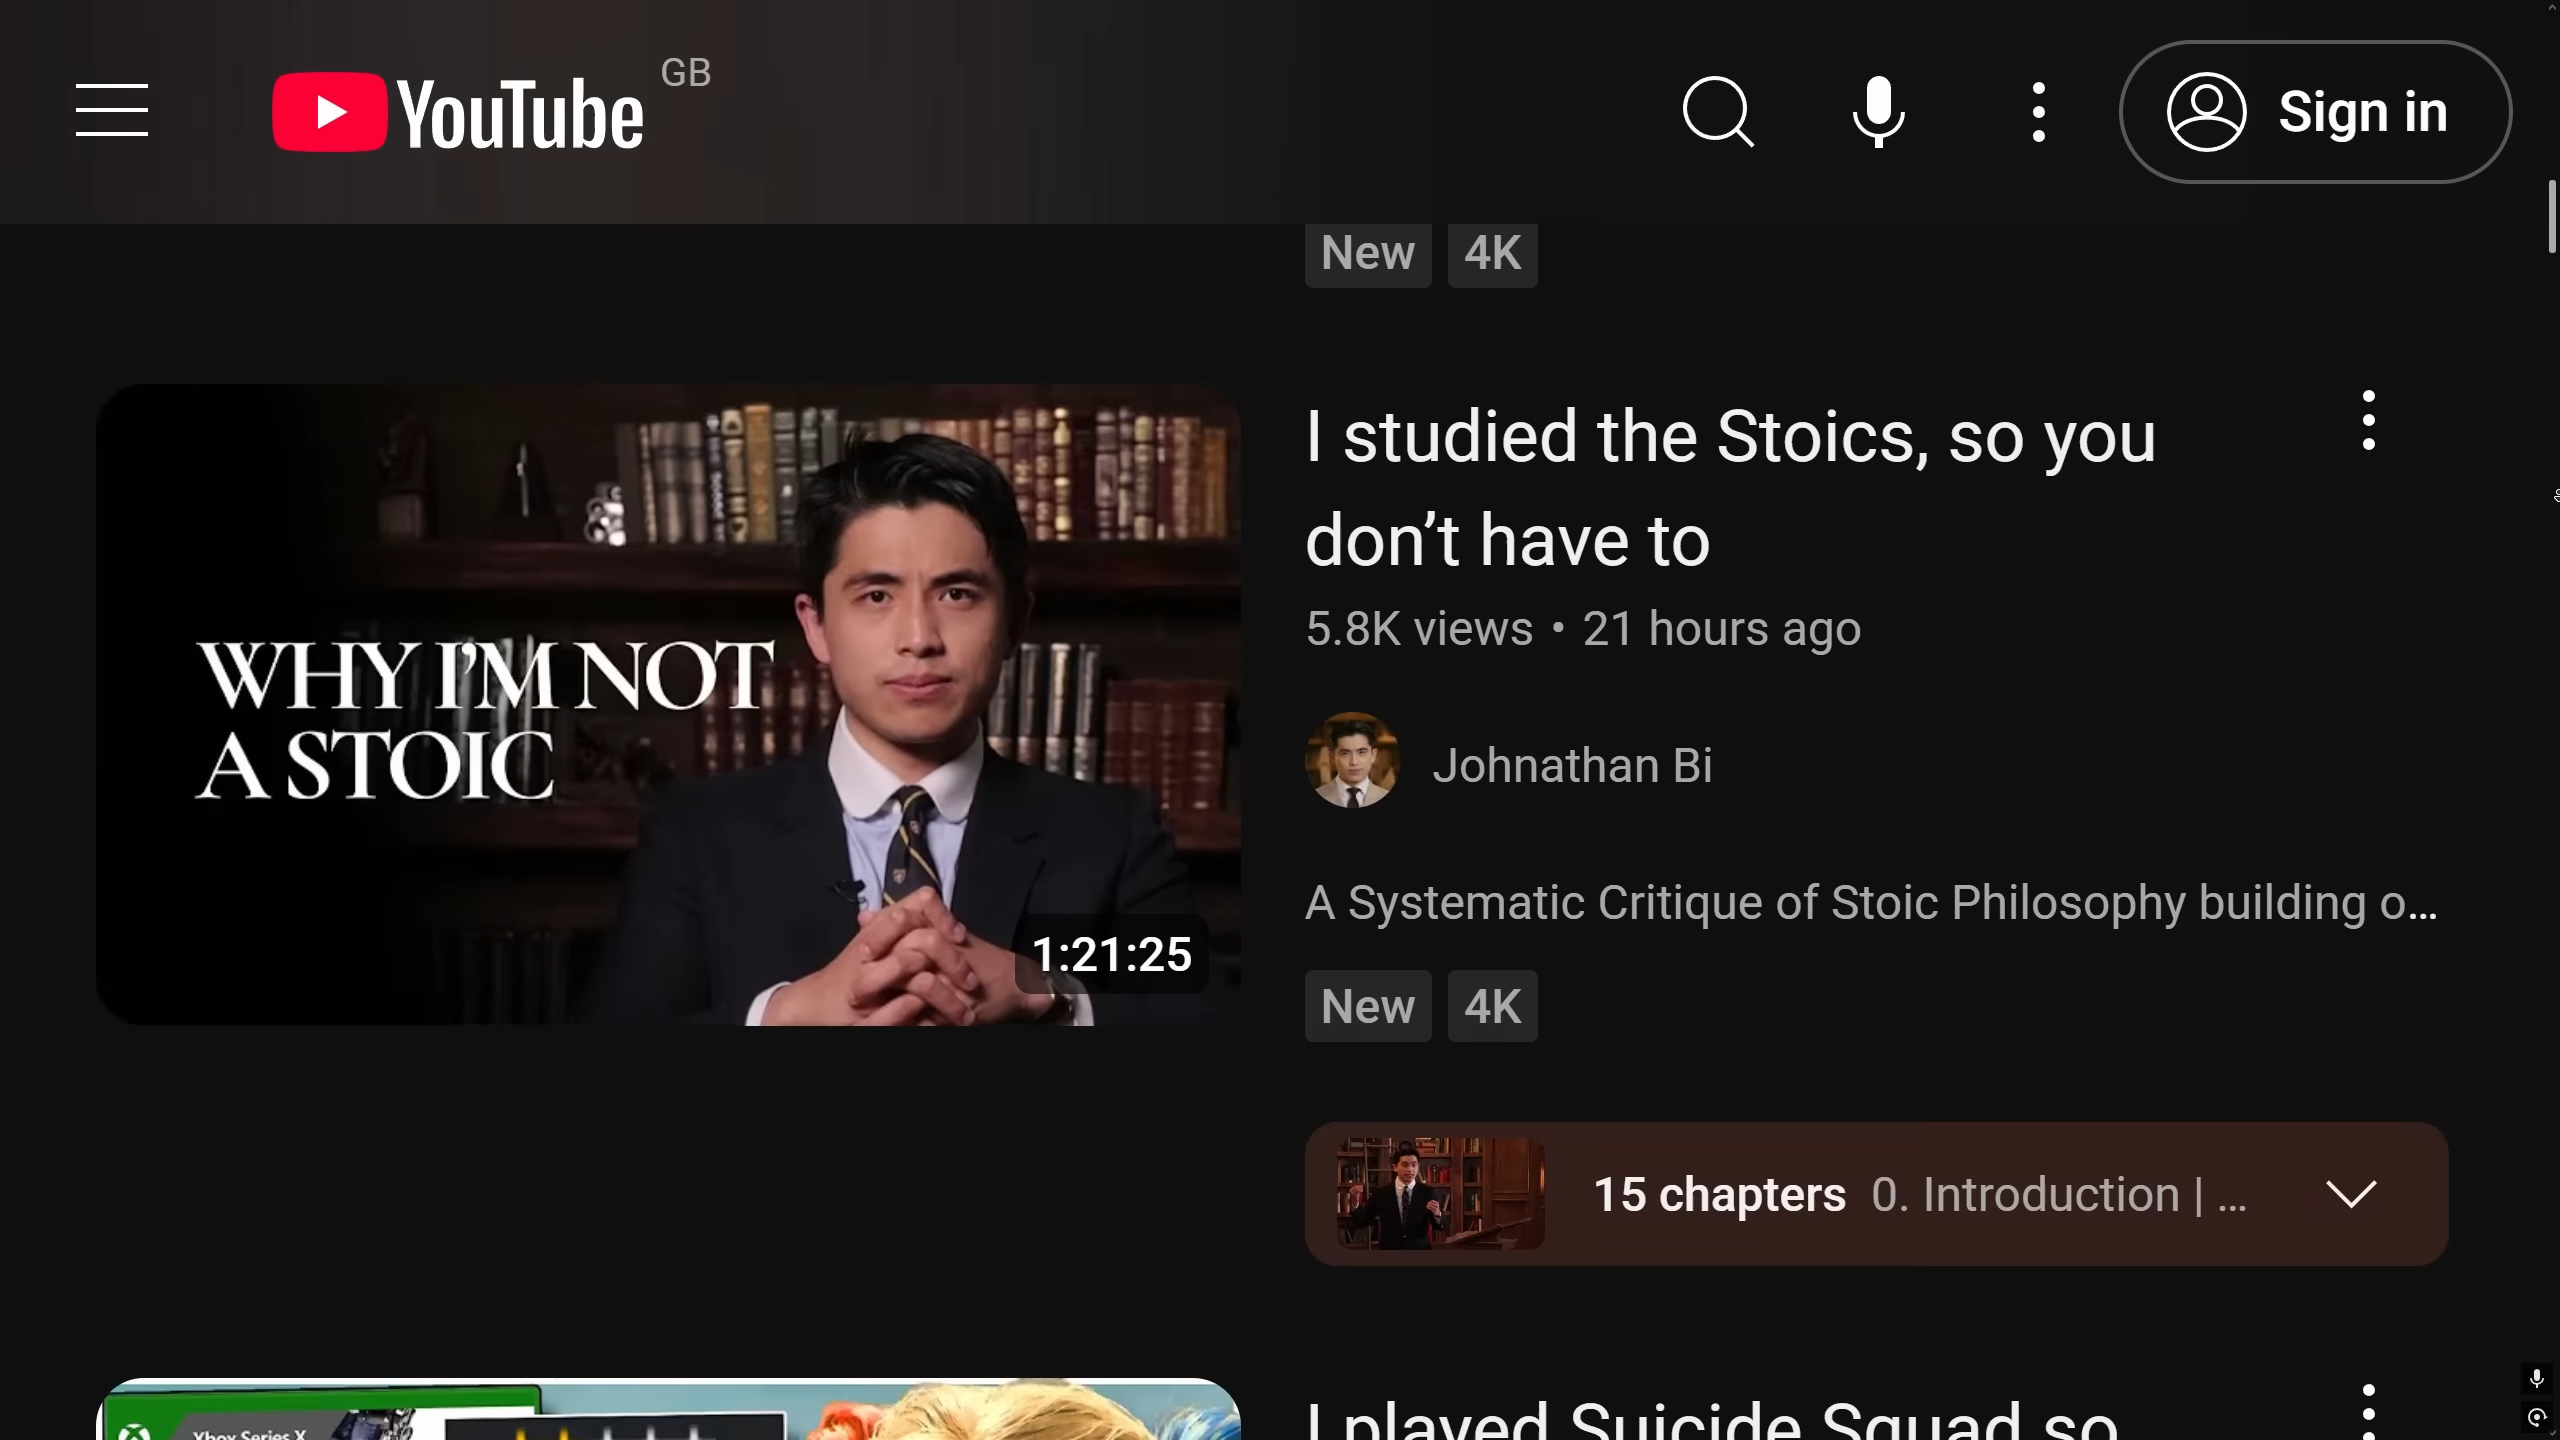 YouTube GB
Sign in
New 4K
I studied the Stoics, so you
don’t have to
5.8K views • 21 hours ago
Johnathan Bi
A Systematic Critique of Stoic Philosophy building o...
New 4K
15 chapters 0. Introduction | ...
WHY I'M NOT
A STOIC
1:21:25
I played Suicide Squad so
Xbox Series X